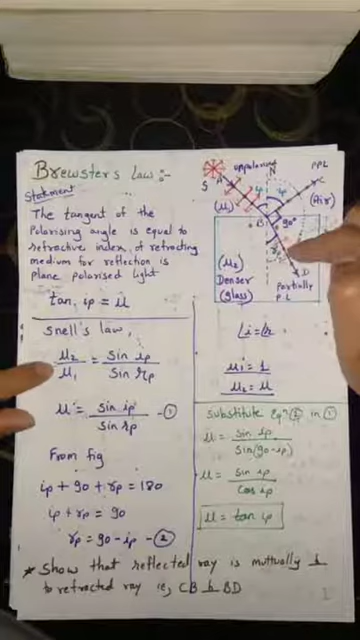 Brewster's law :-
Statment
The tangent of the
Polarising angle is equal to
refractive index, of refracting
medium for reflection is
plane polarised light
tan ip = μ
snell's law,
μ₂/μ₁ = sin ip / sin rp
μ = sin ip / sin rp - ①
From fig
ip + 90 + rp = 180
ip + rp = 90
rp = 90 - ip - ②
S
N
PPL
(μ₁)
(Air)
B
90°
(μ₂)
Denser
(glass)
D
Partially
P.L
μ₁ = 1
μ₂ = μ
substitute Eqⁿ ② in ①
μ = sin ip / sin(90-ip)
μ = sin ip / cos ip
μ = tan ip
* Show that reflected ray is mutually ⊥
to refracted ray ie, CB ⊥ BD